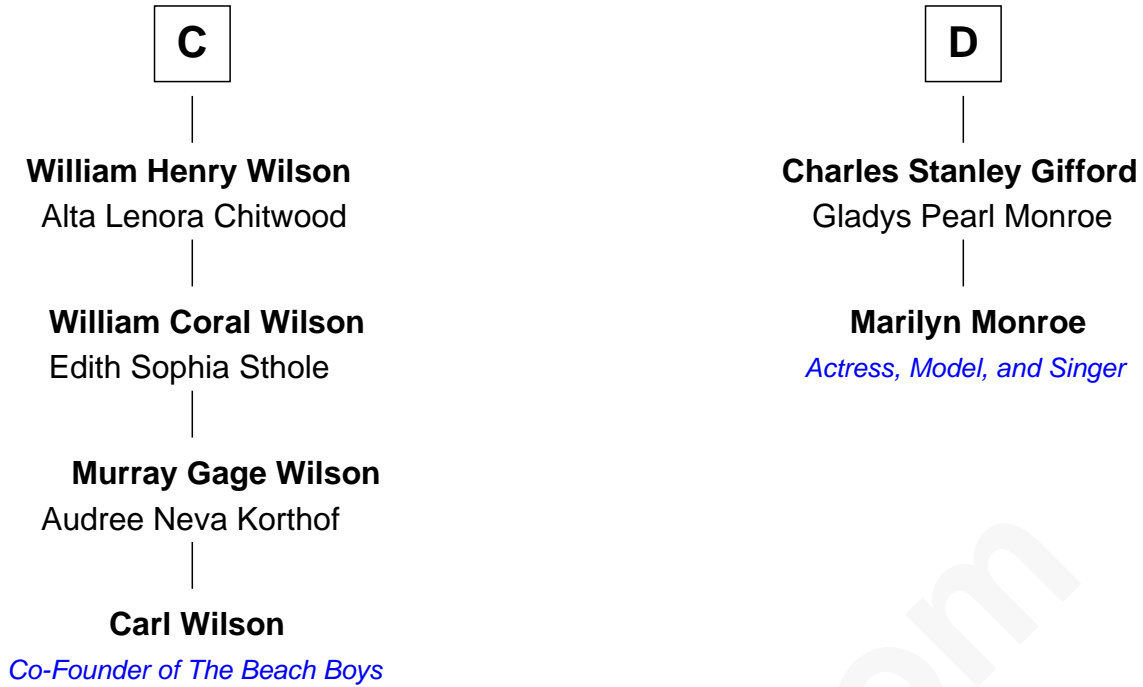 C
William Henry Wilson
Alta Lenora Chitwood
William Coral Wilson
Edith Sophia Sthole
Murray Gage Wilson
Audree Neva Korthof
Carl Wilson
Co-Founder of The Beach Boys
D
Charles Stanley Gifford
Gladys Pearl Monroe
Marilyn Monroe
Actress, Model, and Singer
om